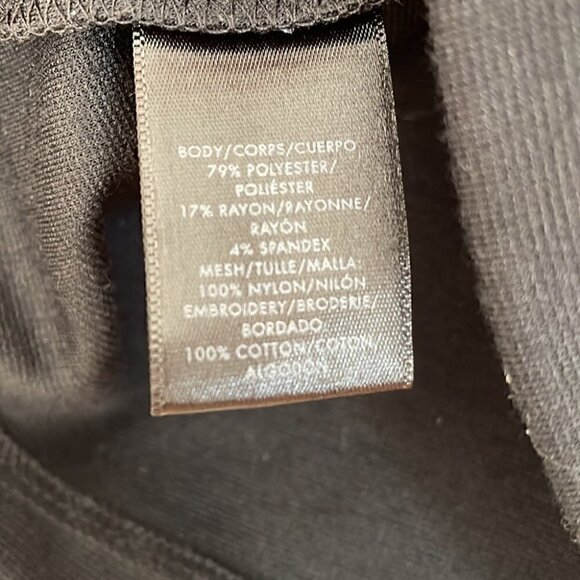 BODY/CORPS/CUERPO
79% POLYESTER/
POLIÉSTER
17% RAYON/RAYONNE/
RAYÓN
4% SPANDEX
MESH/TULLE/MALLA
100% NYLON/NILÓN
EMBROIDERY/BRODERIE/
BORDADO
100% COTTON/COTON,
ALGODON